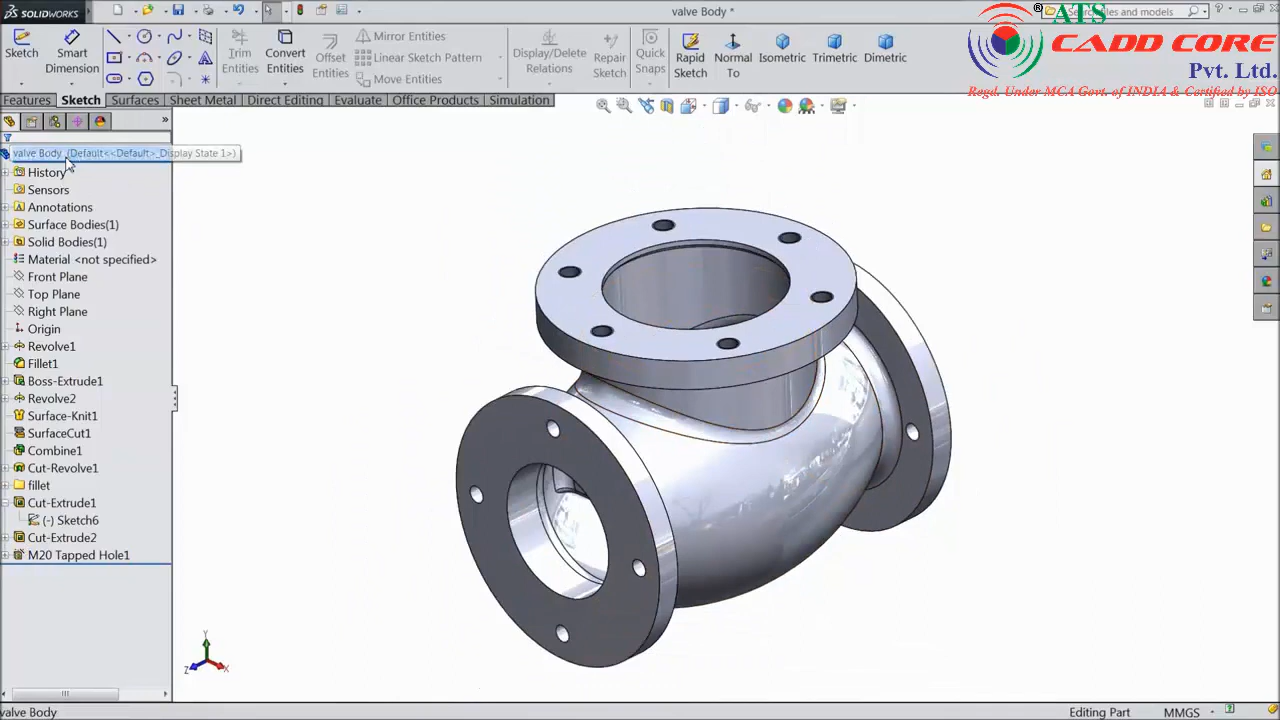 SOLIDWORKS
valve Body *
Search files and models
®
ATS
CADD CORE
Pvt. Ltd.
Regd. Under MCA Govt. of INDIA & Certified by ISO
Sketch
Smart Dimension
Trim Entities
Convert Entities
Offset Entities
Mirror Entities
Linear Sketch Pattern
Move Entities
Display/Delete Relations
Repair Sketch
Quick Snaps
Rapid Sketch
Normal To
Isometric
Trimetric
Dimetric
Features
Sketch
Surfaces
Sheet Metal
Direct Editing
Evaluate
Office Products
Simulation
valve Body (Default<<Default>_Display State 1>)
History
Sensors
Annotations
Surface Bodies(1)
Solid Bodies(1)
Material <not specified>
Front Plane
Top Plane
Right Plane
Origin
Revolve1
Fillet1
Boss-Extrude1
Revolve2
Surface-Knit1
SurfaceCut1
Combine1
Cut-Revolve1
fillet
Cut-Extrude1
(-) Sketch6
Cut-Extrude2
M20 Tapped Hole1
Y
Z
X
valve Body
Editing Part
MMGS